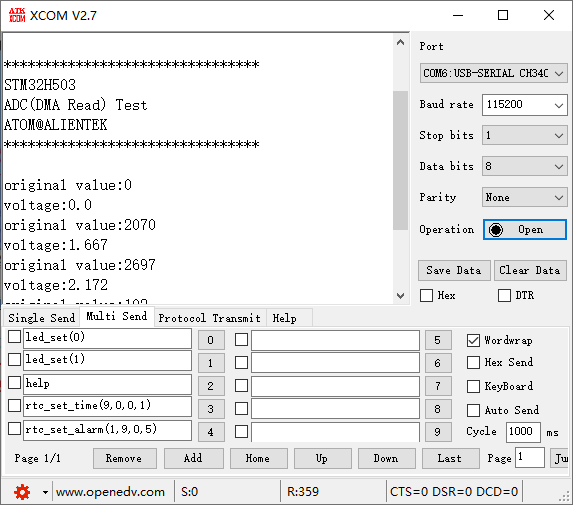 ATK XCOM XCOM V2.7
********************************
STM32H503
ADC(DMA Read) Test
ATOM@ALIENTEK
********************************
original value:0
voltage:0.0
original value:2070
voltage:1.667
original value:2697
voltage:2.172
Port
COM6:USB-SERIAL CH340
Baud rate 115200
Stop bits 1
Data bits 8
Parity None
Operation Open
Save Data Clear Data
Hex DTR
Single Send Multi Send Protocol Transmit Help
led_set(0) 0 5 Wordwrap
led_set(1) 1 6 Hex Send
help 2 7 KeyBoard
rtc_set_time(9,0,0,1) 3 8 Auto Send
rtc_set_alarm(1,9,0,5) 4 9 Cycle 1000 ms
Page 1/1 Remove Add Home Up Down Last Page 1 Ju
www.openedv.com S:0 R:359 CTS=0 DSR=0 DCD=0